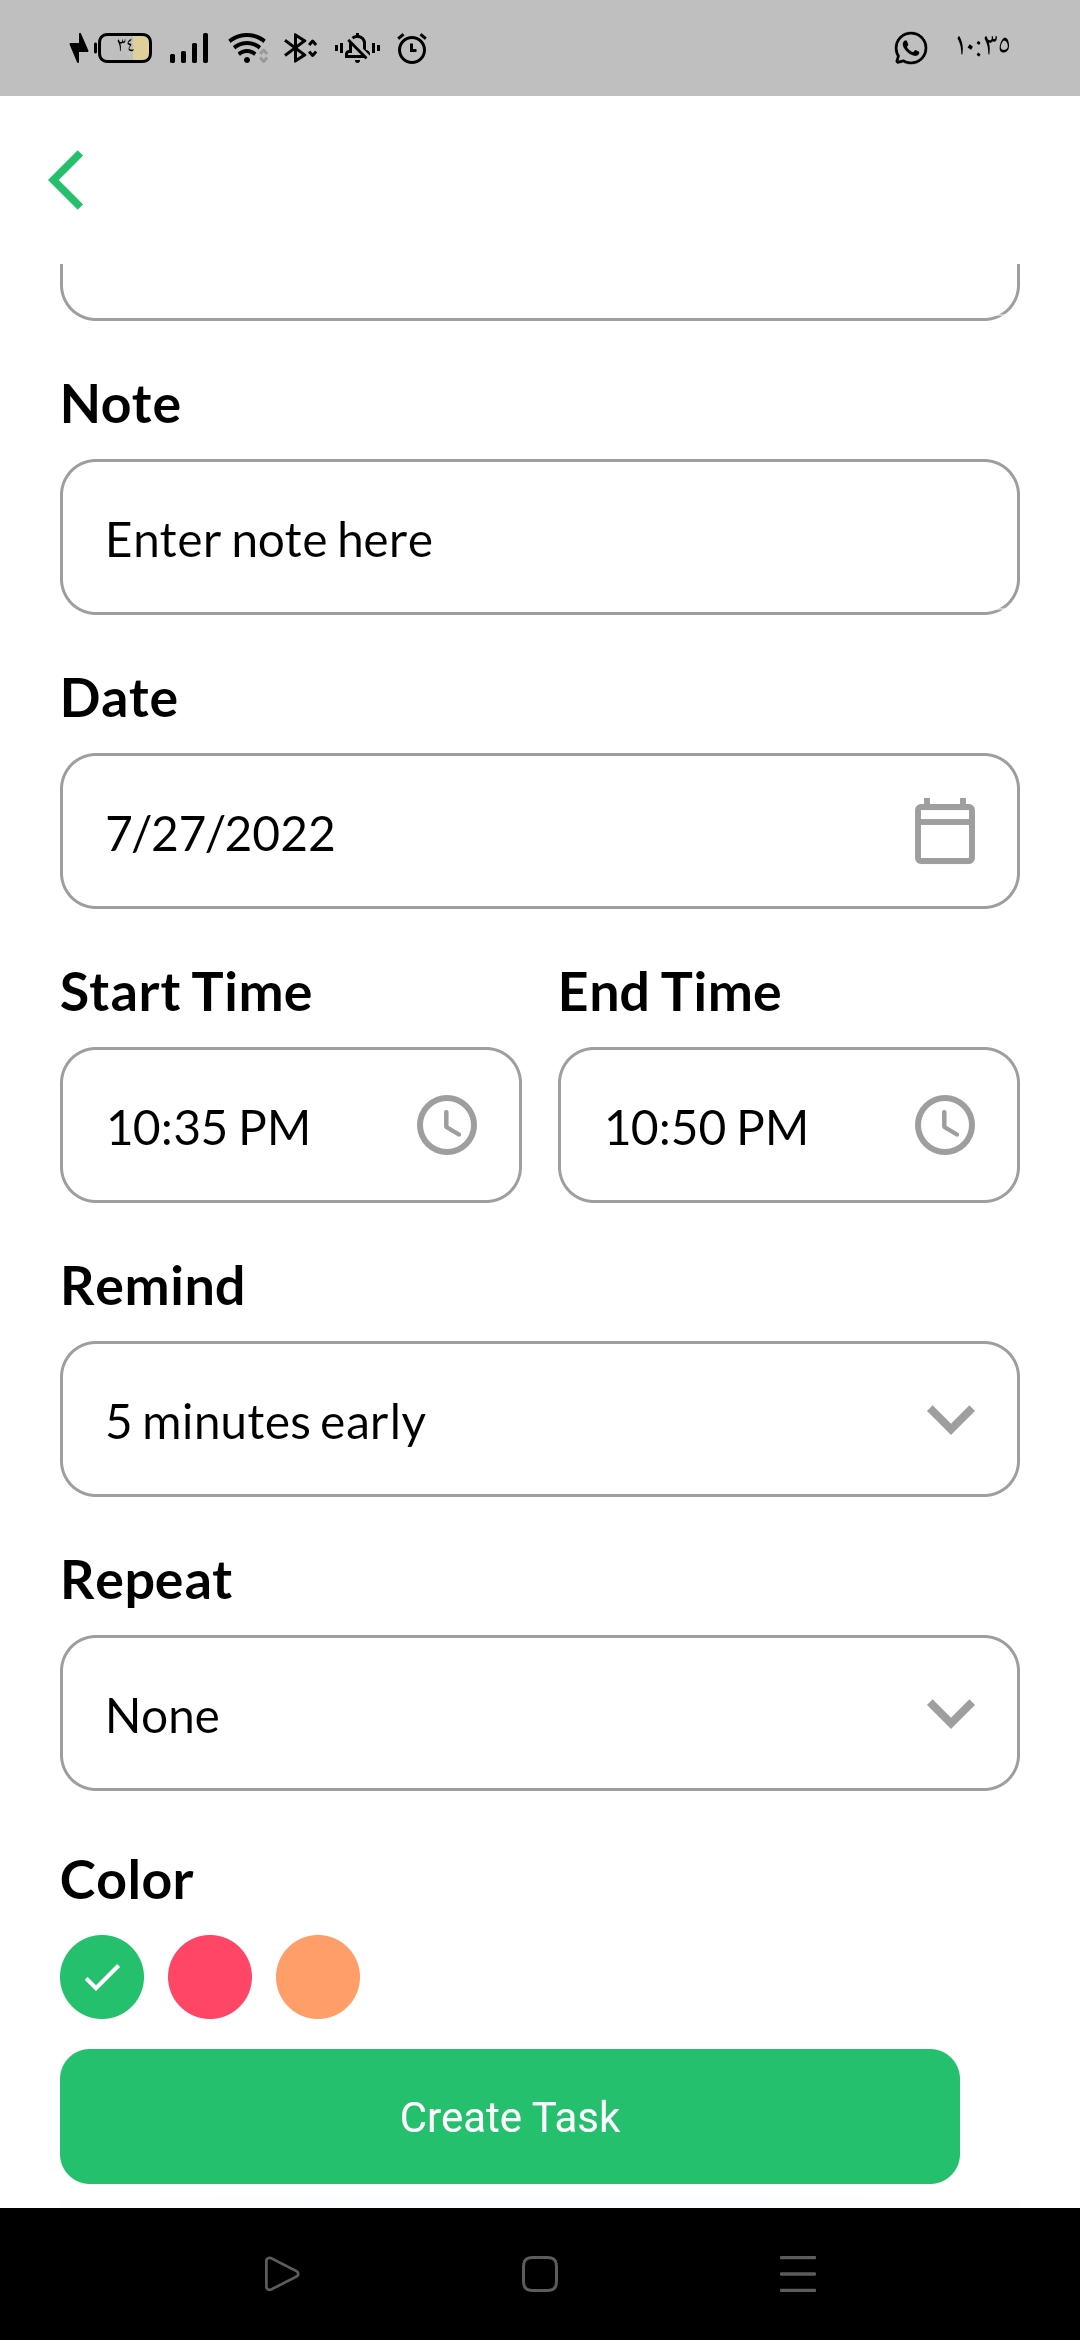 ٣٤ ١٠:٣٥
Note
Enter note here
Date
7/27/2022
Start Time End Time
10:35 PM 10:50 PM
Remind
5 minutes early
Repeat
None
Color
Create Task